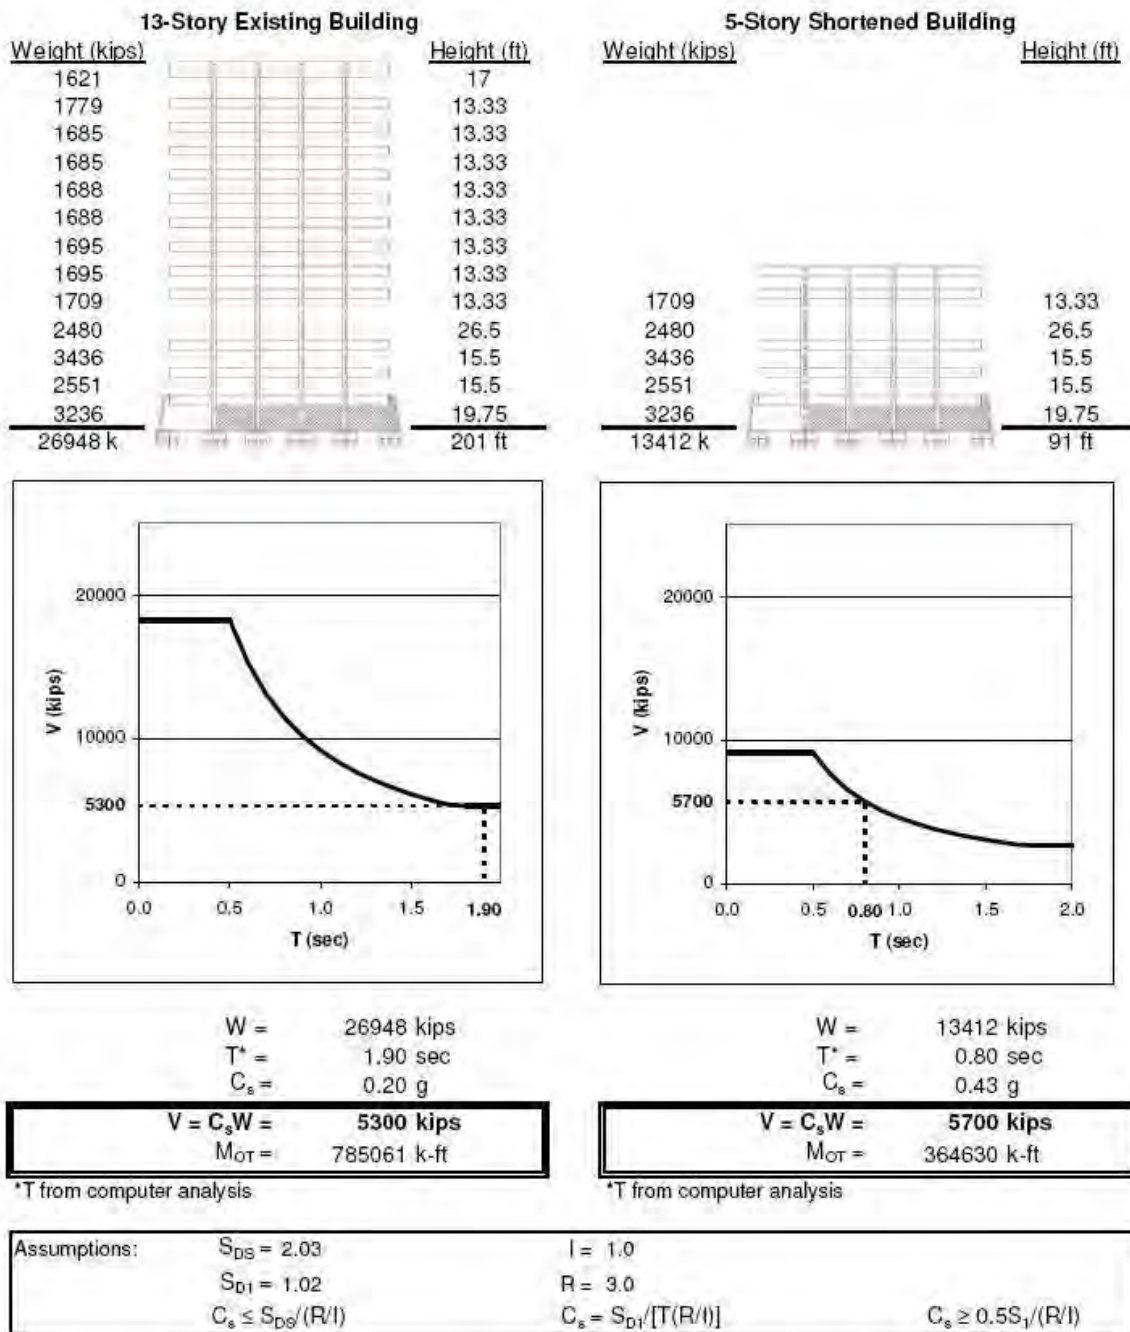 13-Story Existing Building
Weight (kips) Height (ft)
1621 17
1779 13.33
1685 13.33
1685 13.33
1688 13.33
1688 13.33
1695 13.33
1695 13.33
1709 13.33
2480 26.5
3436 15.5
2551 15.5
3236 19.75
26948 k 201 ft
5-Story Shortened Building
Weight (kips) Height (ft)
1709 13.33
2480 26.5
3436 15.5
2551 15.5
3236 19.75
13412 k 91 ft
V (kips)
20000
10000
5300
0
0.0 0.5 1.0 1.5 1.90
T (sec)
V (kips)
20000
10000
5700
0
0.0 0.5 0.80 1.0 1.5 2.0
T (sec)
W = 26948 kips
T* = 1.90 sec
Cₛ = 0.20 g
V = CₛW = 5300 kips
M_OT = 785061 k-ft
*T from computer analysis
W = 13412 kips
T* = 0.80 sec
Cₛ = 0.43 g
V = CₛW = 5700 kips
M_OT = 364630 k-ft
*T from computer analysis
Assumptions: S_DS = 2.03 I = 1.0
S_D1 = 1.02 R = 3.0
Cₛ ≤ S_DS/(R/I) Cₛ = S_D1/[T(R/I)] Cₛ ≥ 0.5S₁/(R/I)